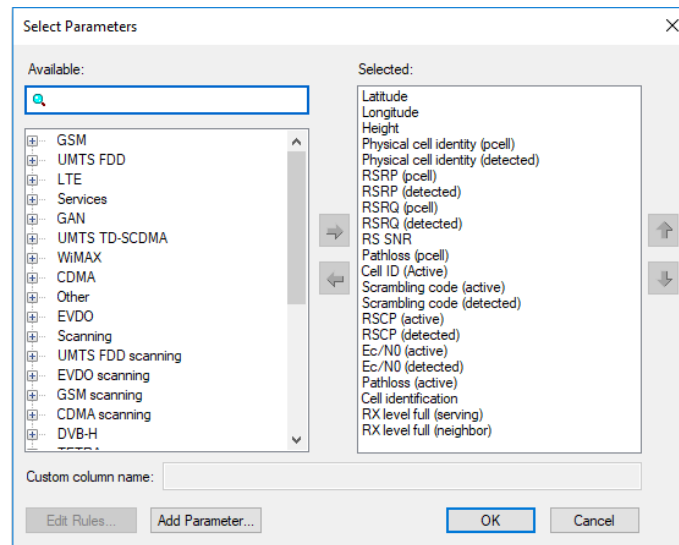 Select Parameters
Available:
GSM
UMTS FDD
LTE
Services
GAN
UMTS TD-SCDMA
WiMAX
CDMA
Other
EVDO
Scanning
UMTS FDD scanning
EVDO scanning
GSM scanning
CDMA scanning
DVB-H
Selected:
Latitude
Longitude
Height
Physical cell identity (pcell)
Physical cell identity (detected)
RSRP (pcell)
RSRP (detected)
RSRQ (pcell)
RSRQ (detected)
RS SNR
Pathloss (pcell)
Cell ID (Active)
Scrambling code (active)
Scrambling code (detected)
RSCP (active)
RSCP (detected)
Ec/N0 (active)
Ec/N0 (detected)
Pathloss (active)
Cell identification
RX level full (serving)
RX level full (neighbor)
Custom column name:
Edit Rules...
Add Parameter...
OK
Cancel